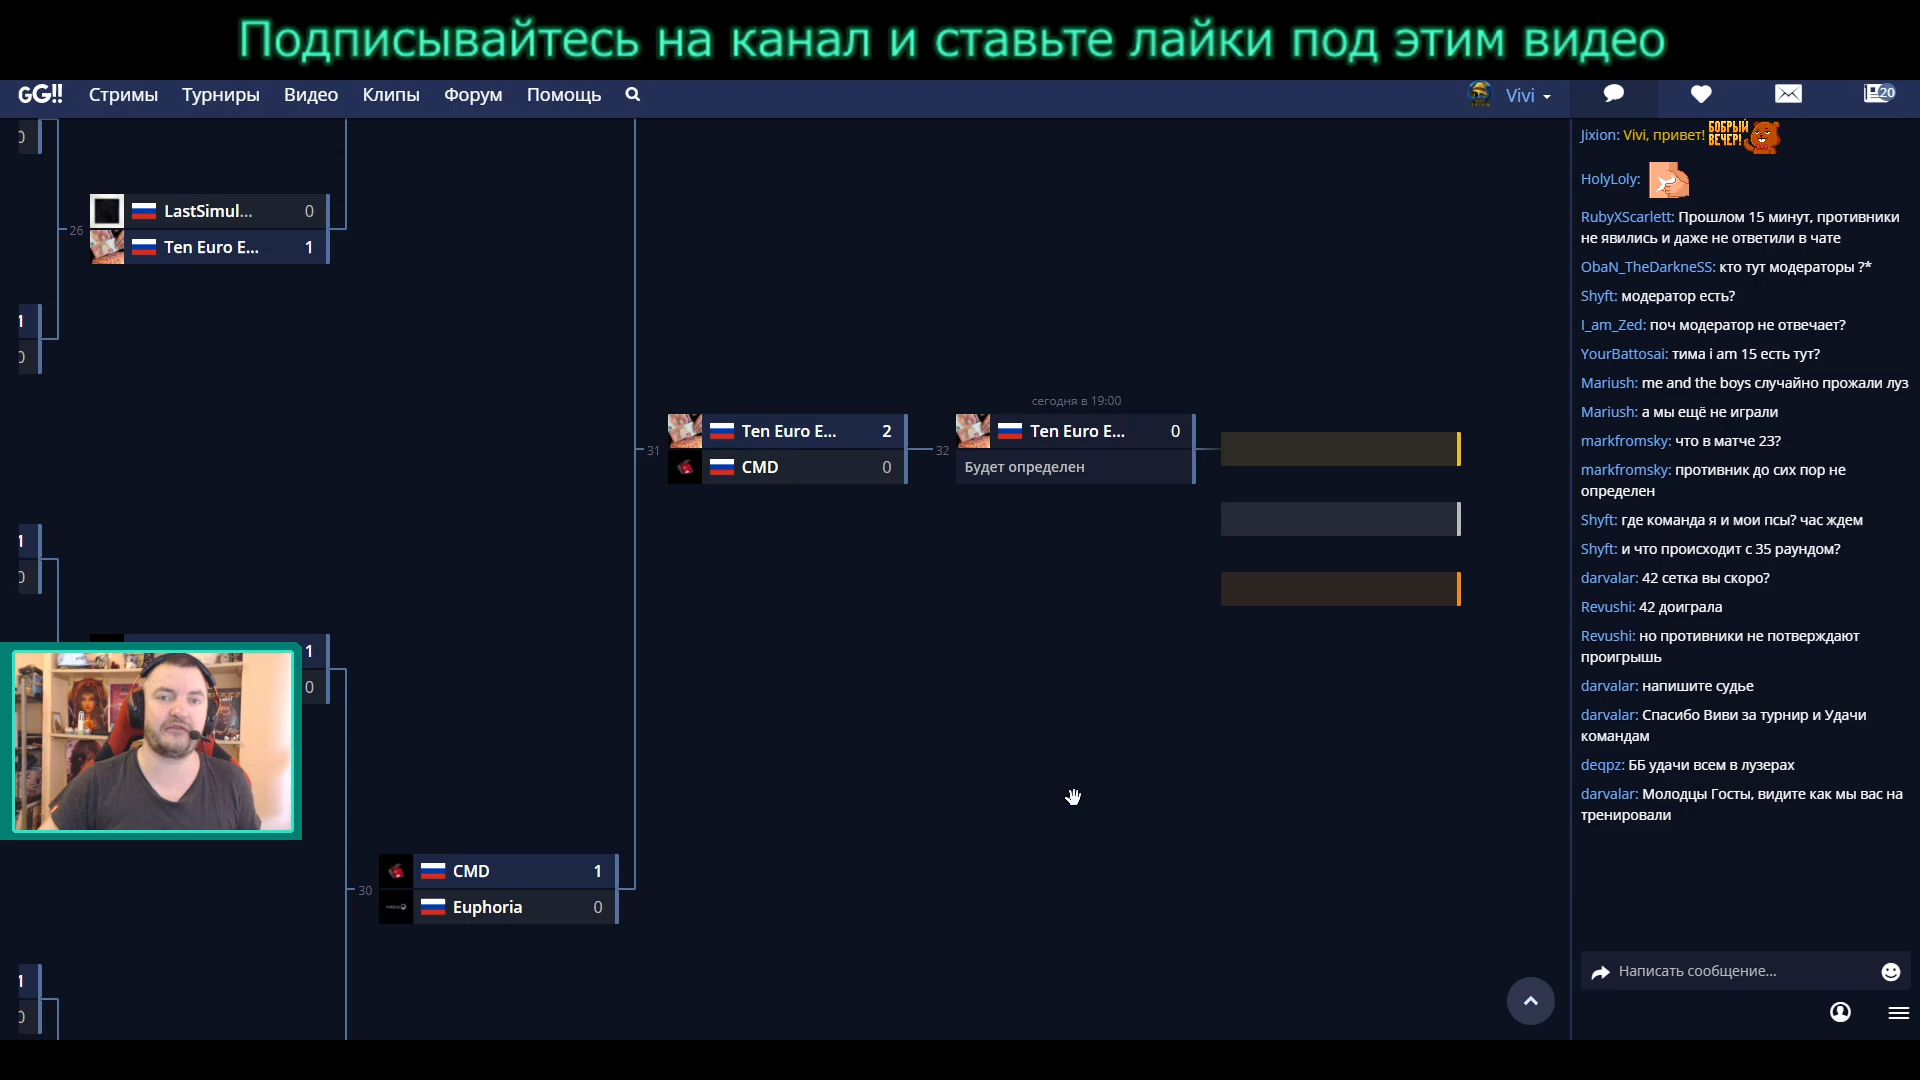 Подписывайтесь на канал и ставьте лайки под этим видео
GG!! Стримы Турниры Видео Клипы Форум Помощь Vivi 20
0
26
LastSimul... 0
Ten Euro E... 1
1
0
1
0
1
0
1
0
31
Ten Euro E... 2
CMD 0
32
сегодня в 19:00
Ten Euro E... 0
Будет определен
30
CMD 1
Euphoria 0
Jixion: Vivi, привет! БОБРЫЙ ВЕЧЕР!
HolyLoly:
RubyXScarlett: Прошлом 15 минут, противники
не явились и даже не ответили в чате
ObaN_TheDarkneSS: кто тут модераторы ?*
Shyft: модератор есть?
I_am_Zed: поч модератор не отвечает?
YourBattosai: тима i am 15 есть тут?
Mariush: me and the boys случайно прожали луз
Mariush: а мы ещё не играли
markfromsky: что в матче 23?
markfromsky: противник до сих пор не
определен
Shyft: где команда я и мои псы? час ждем
Shyft: и что происходит с 35 раундом?
darvalar: 42 сетка вы скоро?
Revushi: 42 доиграла
Revushi: но противники не потверждают
проигрышь
darvalar: напишите судье
darvalar: Спасибо Виви за турнир и Удачи
командам
deqpz: ББ удачи всем в лузерах
darvalar: Молодцы Госты, видите как мы вас на
тренировали
Написать сообщение...